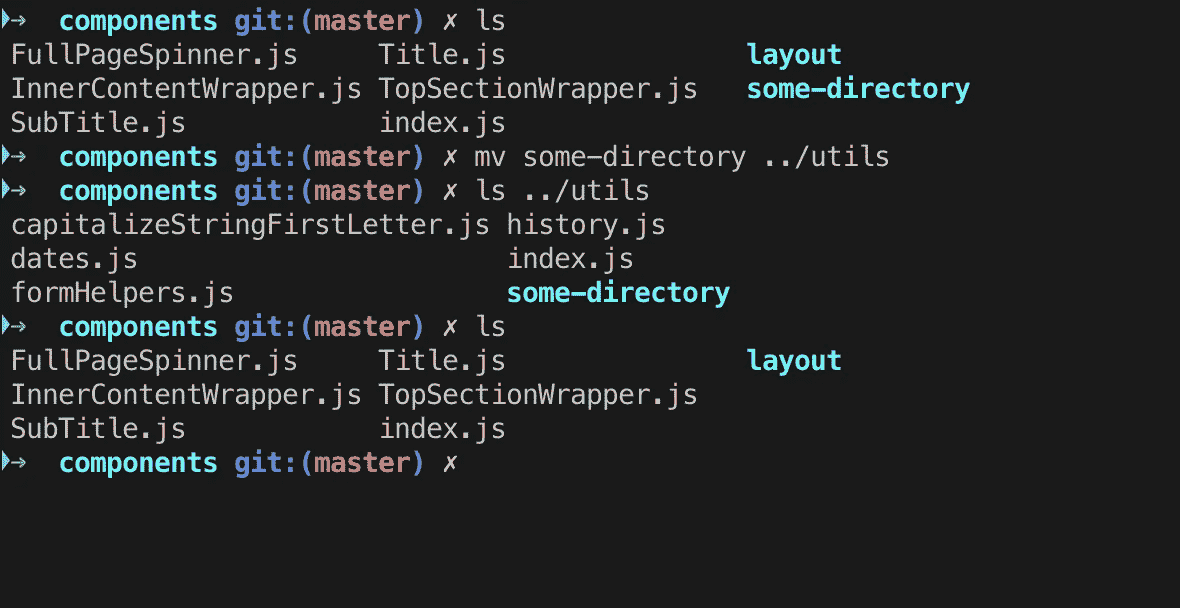 → components git:(master) ✗ ls
FullPageSpinner.js Title.js layout
InnerContentWrapper.js TopSectionWrapper.js some-directory
SubTitle.js index.js
→ components git:(master) ✗ mv some-directory ../utils
→ components git:(master) ✗ ls ../utils
capitalizeStringFirstLetter.js history.js
dates.js index.js
formHelpers.js some-directory
→ components git:(master) ✗ ls
FullPageSpinner.js Title.js layout
InnerContentWrapper.js TopSectionWrapper.js
SubTitle.js index.js
→ components git:(master) ✗